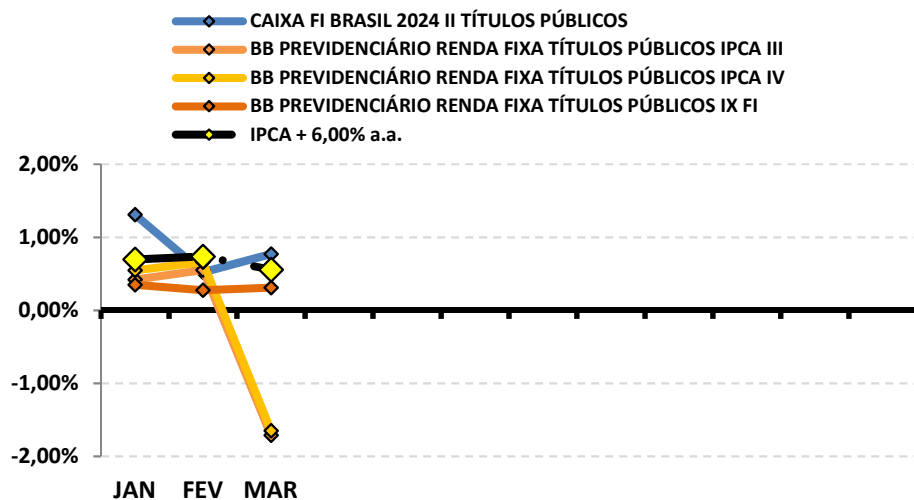 CAIXA FI BRASIL 2024 II TÍTULOS PÚBLICOS
BB PREVIDENCIÁRIO RENDA FIXA TÍTULOS PÚBLICOS IPCA III
BB PREVIDENCIÁRIO RENDA FIXA TÍTULOS PÚBLICOS IPCA IV
BB PREVIDENCIÁRIO RENDA FIXA TÍTULOS PÚBLICOS IX FI
IPCA + 6,00% a.a.
2,00%
1,00%
0,00%
-1,00%
-2,00%
JAN FEV MAR